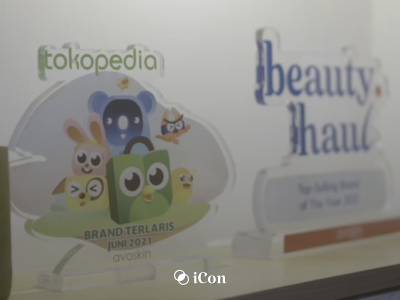 tokopedia
BRAND TERLARIS
JUNI 2021
avoskin
beauty
haul
Top Selling Brand
of The Year 2021
iCon